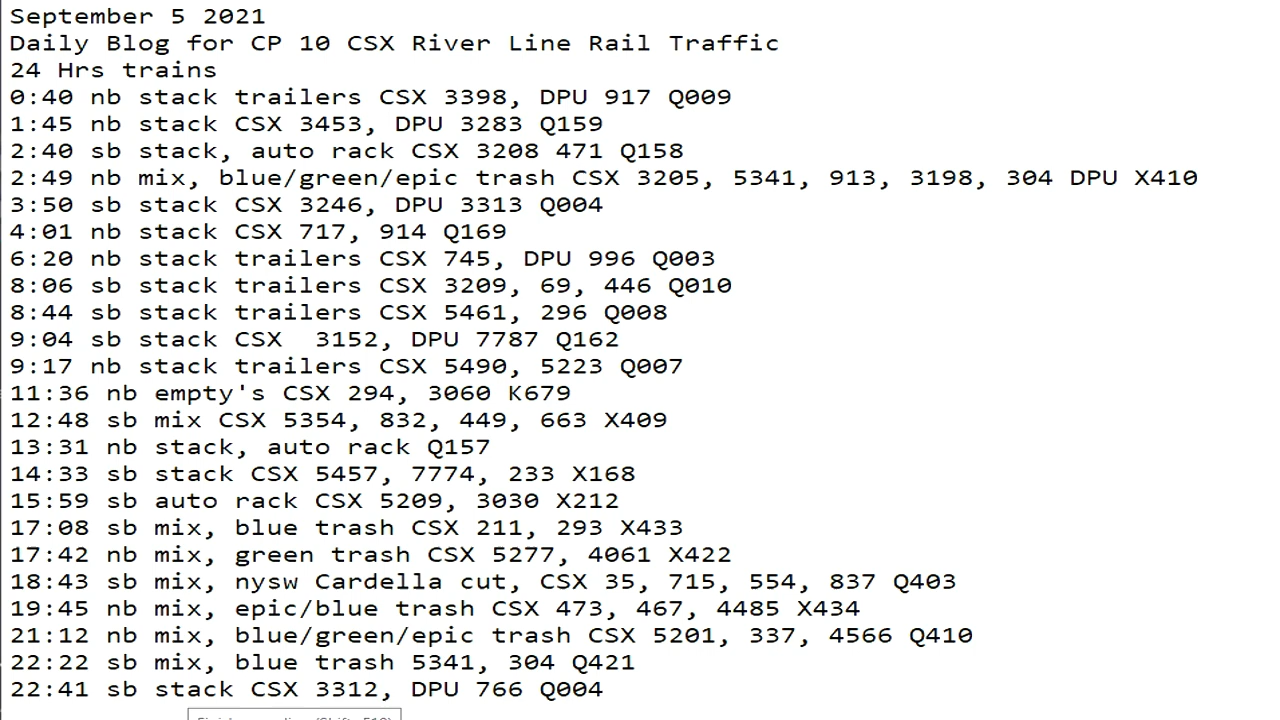 September 5 2021
Daily Blog for CP 10 CSX River Line Rail Traffic
24 Hrs trains
0:40 nb stack trailers CSX 3398, DPU 917 Q009
1:45 nb stack CSX 3453, DPU 3283 Q159
2:40 sb stack, auto rack CSX 3208 471 Q158
2:49 nb mix, blue/green/epic trash CSX 3205, 5341, 913, 3198, 304 DPU X410
3:50 sb stack CSX 3246, DPU 3313 Q004
4:01 nb stack CSX 717, 914 Q169
6:20 nb stack trailers CSX 745, DPU 996 Q003
8:06 sb stack trailers CSX 3209, 69, 446 Q010
8:44 sb stack trailers CSX 5461, 296 Q008
9:04 sb stack CSX  3152, DPU 7787 Q162
9:17 nb stack trailers CSX 5490, 5223 Q007
11:36 nb empty's CSX 294, 3060 K679
12:48 sb mix CSX 5354, 832, 449, 663 X409
13:31 nb stack, auto rack Q157
14:33 sb stack CSX 5457, 7774, 233 X168
15:59 sb auto rack CSX 5209, 3030 X212
17:08 sb mix, blue trash CSX 211, 293 X433
17:42 nb mix, green trash CSX 5277, 4061 X422
18:43 sb mix, nysw Cardella cut, CSX 35, 715, 554, 837 Q403
19:45 nb mix, epic/blue trash CSX 473, 467, 4485 X434
21:12 nb mix, blue/green/epic trash CSX 5201, 337, 4566 Q410
22:22 sb mix, blue trash 5341, 304 Q421
22:41 sb stack CSX 3312, DPU 766 Q004